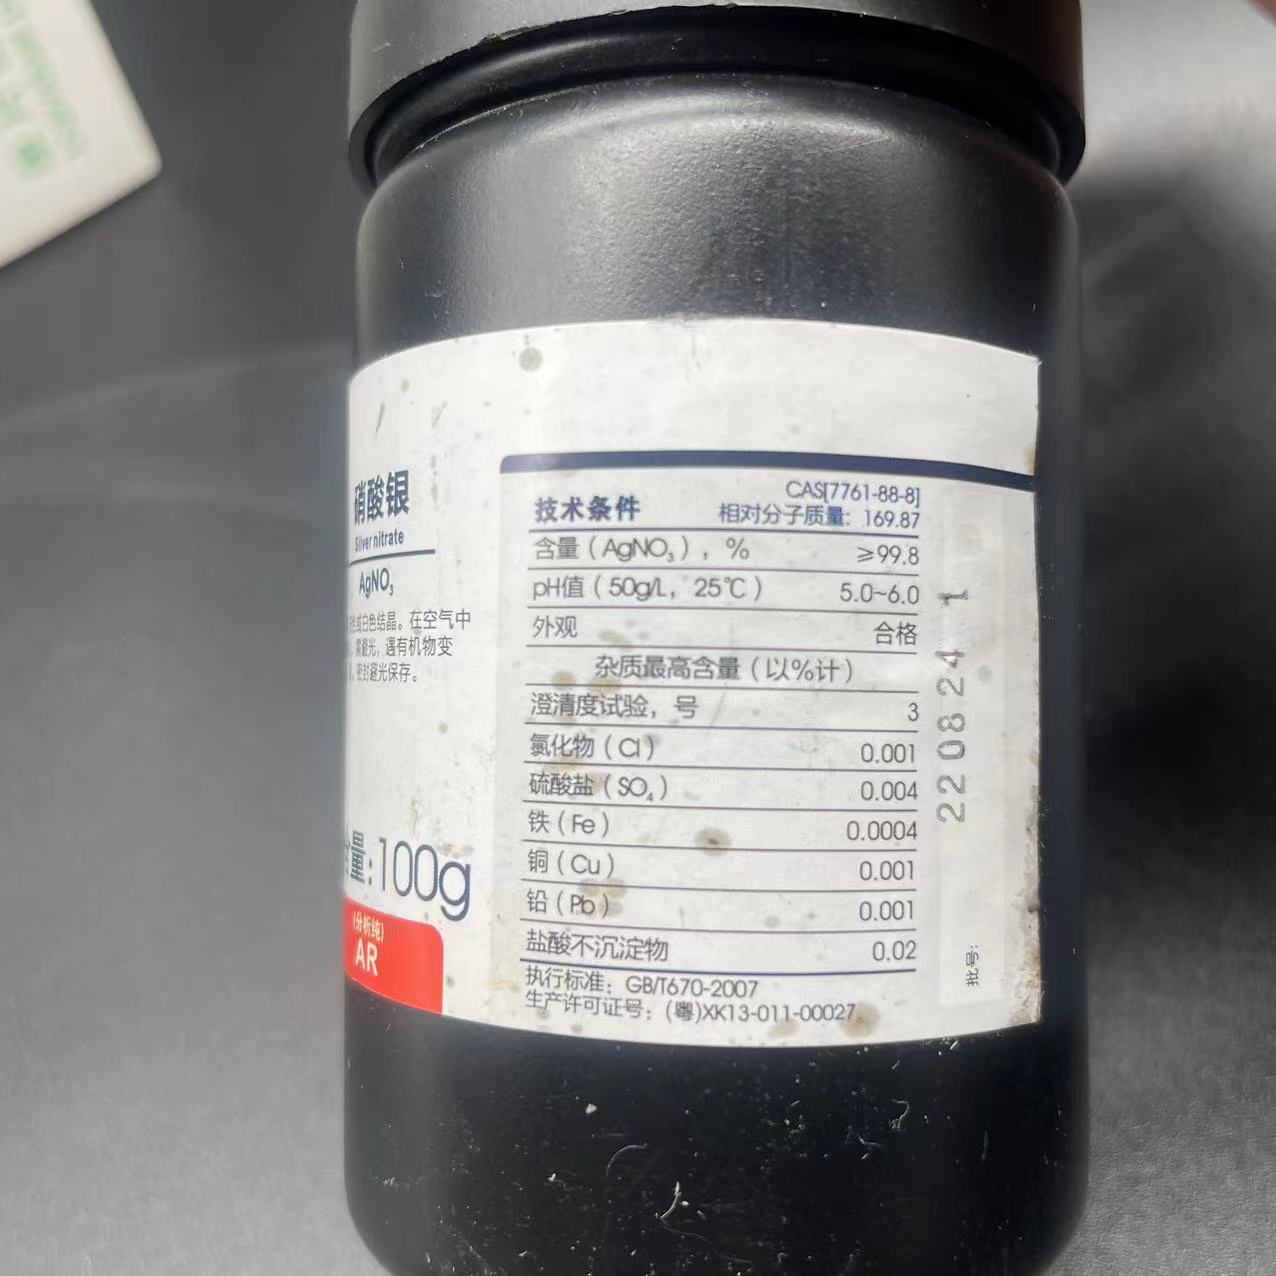 硝酸银
Silver nitrate
AgNO₃
或白色结晶。在空气中
避光，遇有机物变
密封避光保存。
量:100g
(分析纯)
AR
技术条件
CAS[7761-88-8]
相对分子质量：169.87
含量（AgNO₃），% ≥99.8
pH值（50g/L，25℃） 5.0~6.0
外观 合格
杂质最高含量（以%计）
澄清度试验，号 3
氯化物（Cl） 0.001
硫酸盐（SO₄） 0.004
铁（Fe） 0.0004
铜（Cu） 0.001
铅（Pb） 0.001
盐酸不沉淀物 0.02
执行标准：GB/T670-2007
生产许可证号：(粤)XK13-011-00027
批号：
220824 1